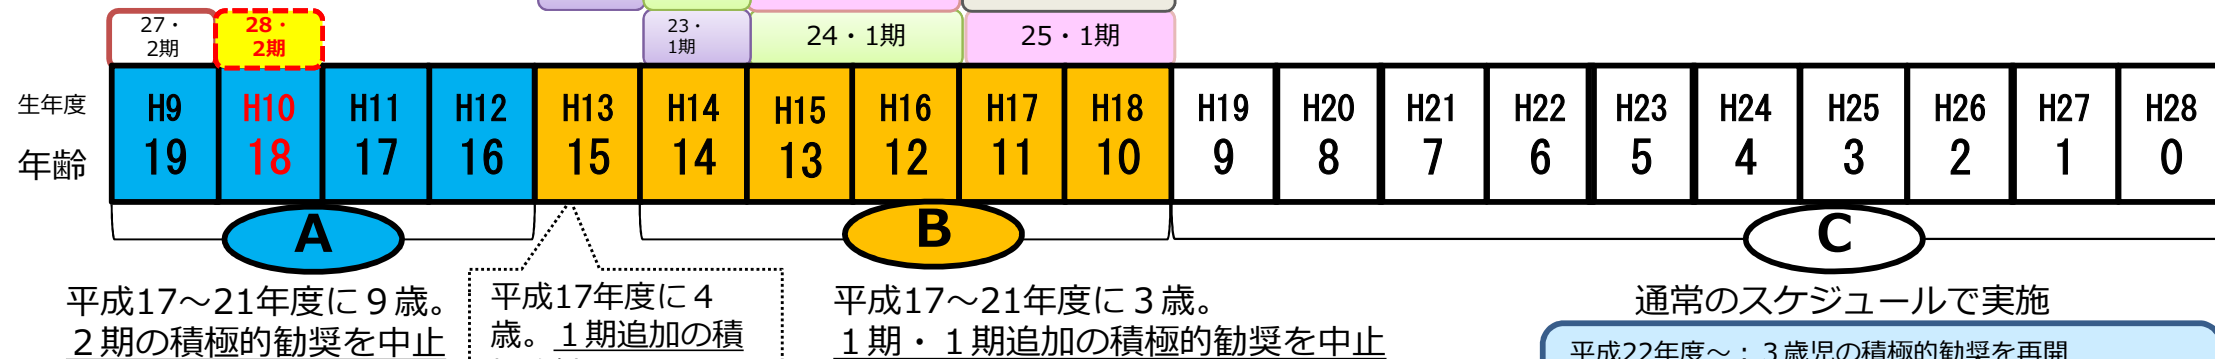 27・
2期
28・
2期
23・
1期
24・1期
25・1期
生年度 H9 H10 H11 H12 H13 H14 H15 H16 H17 H18 H19 H20 H21 H22 H23 H24 H25 H26 H27 H28
年齢 19 18 17 16 15 14 13 12 11 10 9 8 7 6 5 4 3 2 1 0
A
B
C
平成17～21年度に９歳。
２期の積極的勧奨を中止
平成17年度に４
歳。１期追加の積
平成17～21年度に３歳。
１期・１期追加の積極的勧奨を中止
通常のスケジュールで実施
平成22年度～：３歳児の積極的勧奨を再開